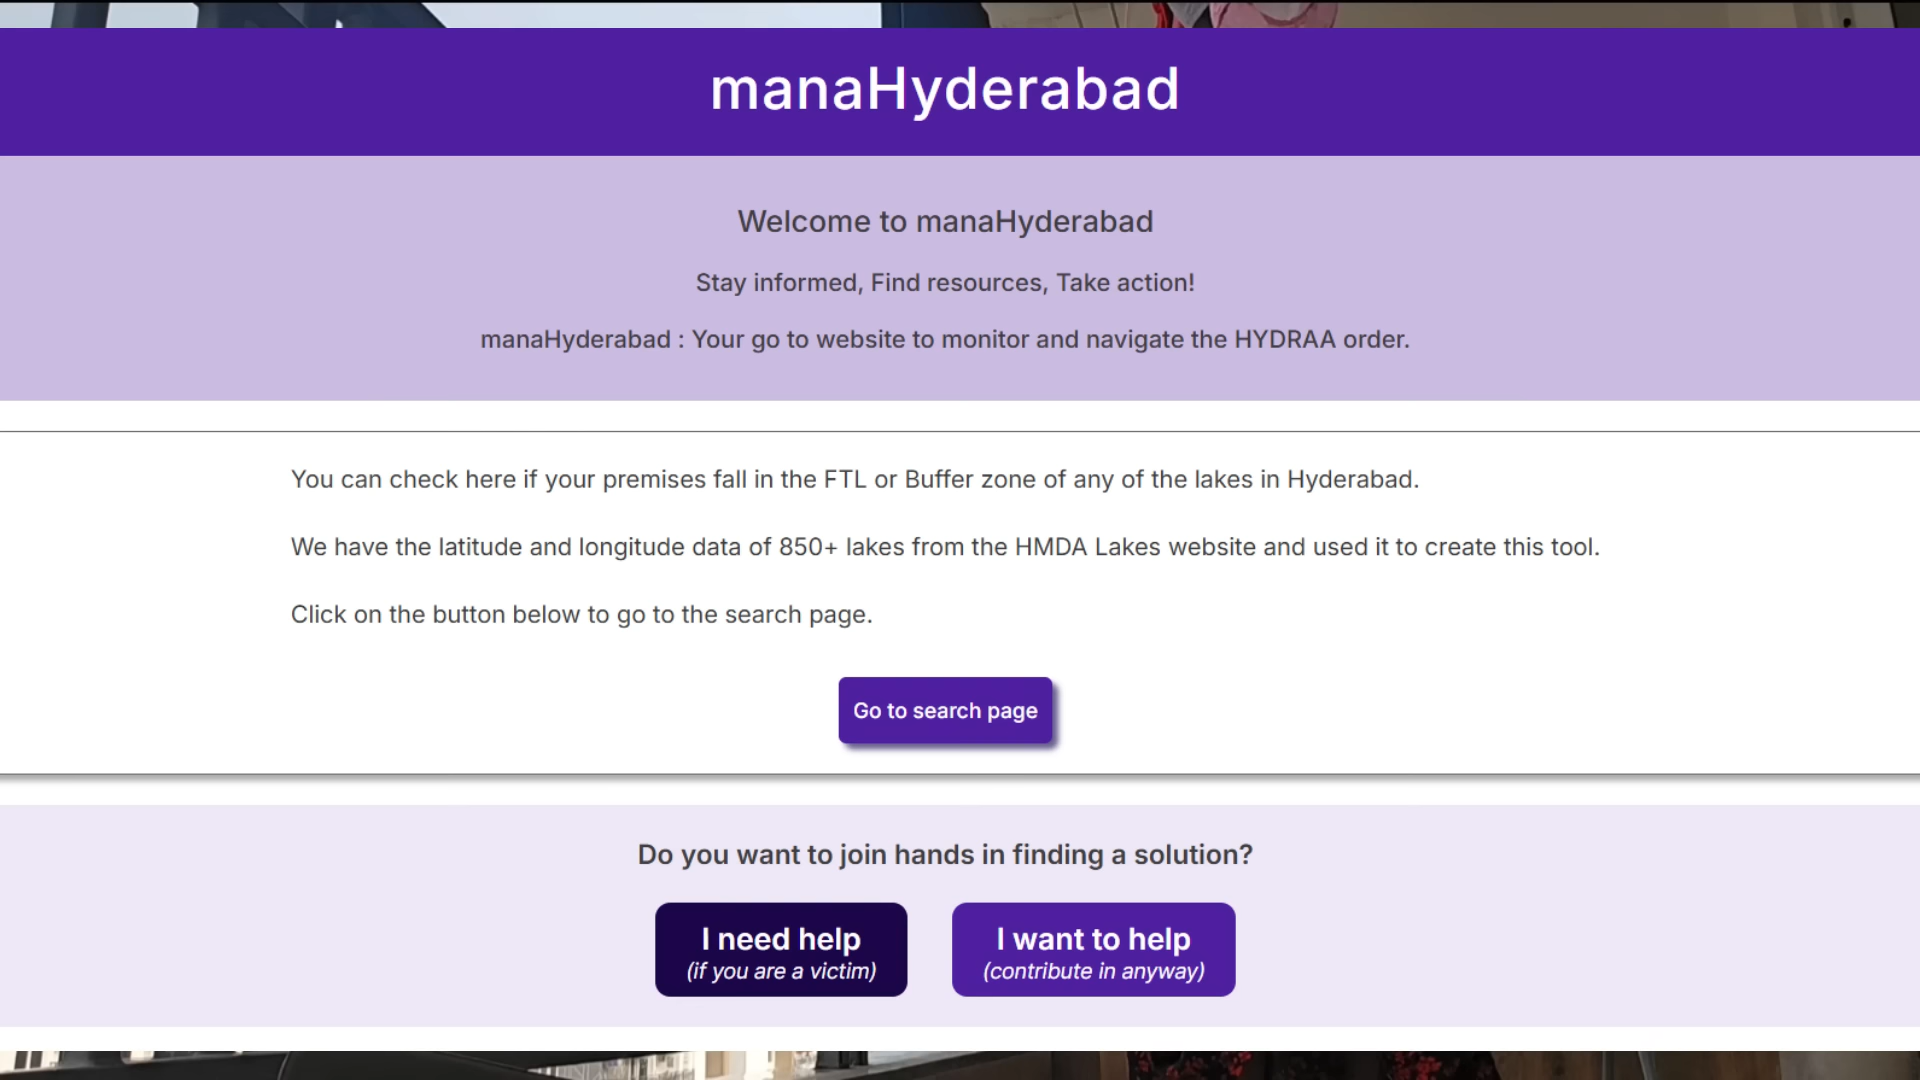 manaHyderabad
Welcome to manaHyderabad
Stay informed, Find resources, Take action!
manaHyderabad : Your go to website to monitor and navigate the HYDRAA order.
You can check here if your premises fall in the FTL or Buffer zone of any of the lakes in Hyderabad.
We have the latitude and longitude data of 850+ lakes from the HMDA Lakes website and used it to create this tool.
Click on the button below to go to the search page.
Go to search page
Do you want to join hands in finding a solution?
I need help
(if you are a victim)
I want to help
(contribute in anyway)